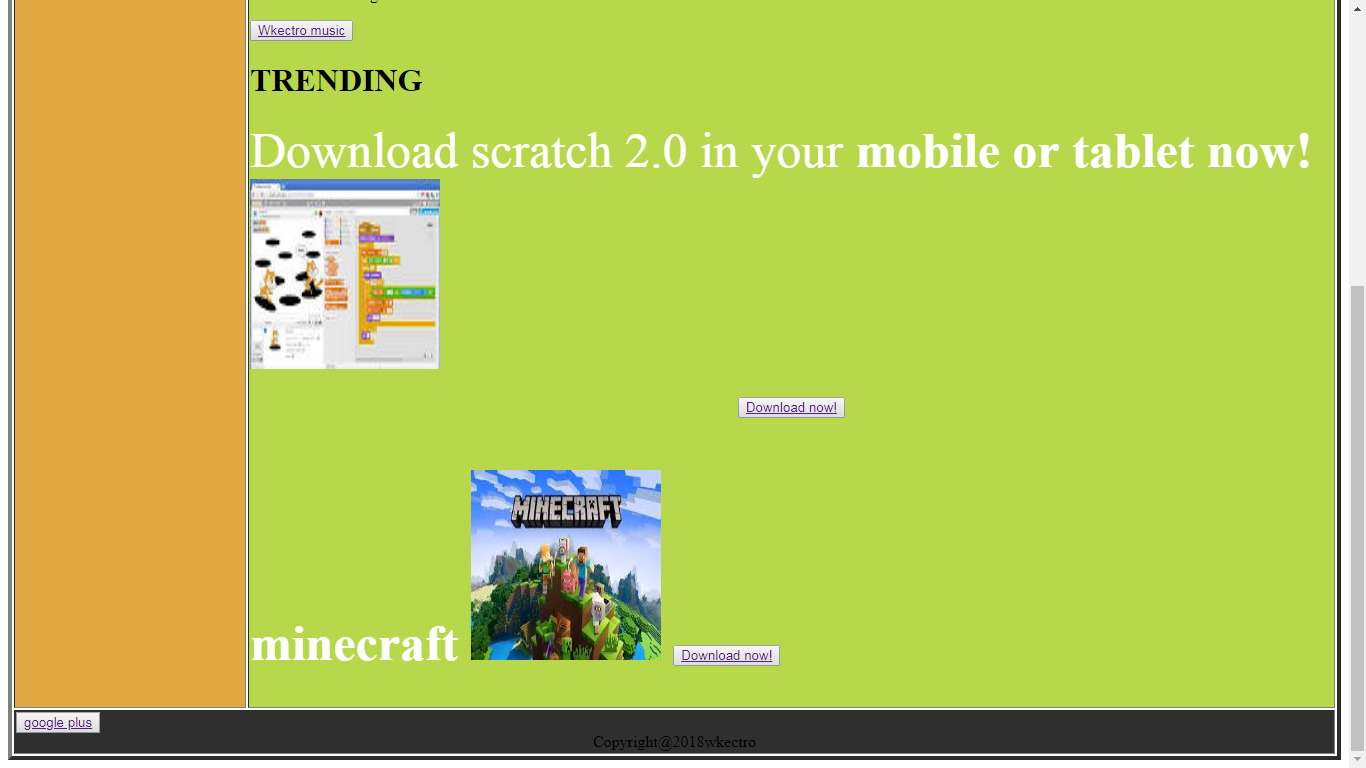 Wkectro music
TRENDING
Download scratch 2.0 in your mobile or tablet now!
Download now!
MINECRAFT
minecraft Download now!
google plus
Copyright@2018wkectro